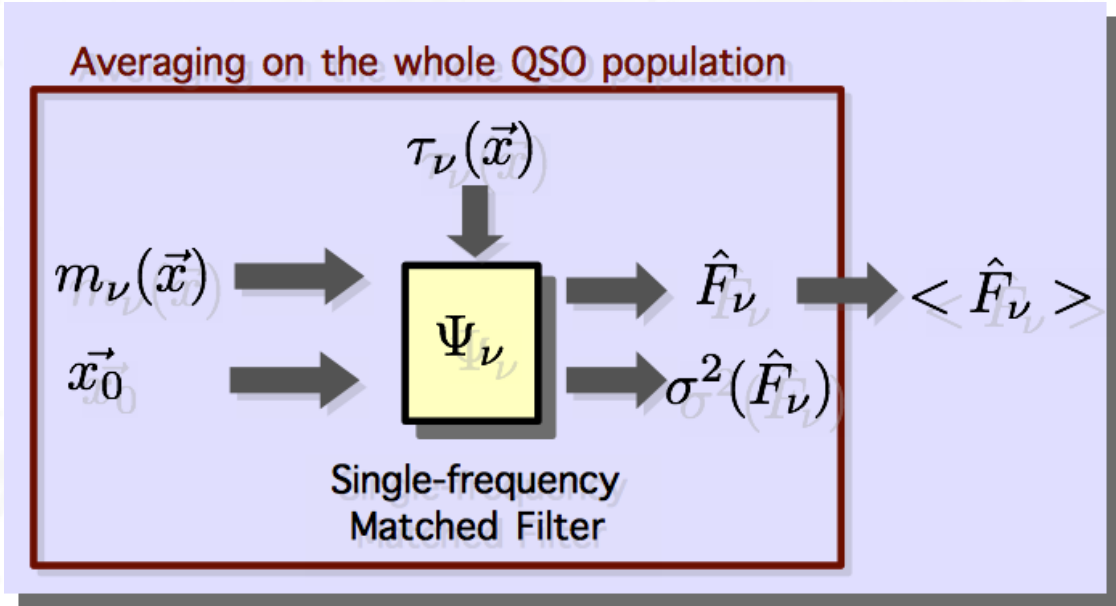 Averaging on the whole QSO population
τ_ν(x⃗)
m_ν(x⃗)
x⃗_0
Ψ_ν
F̂_ν
< F̂_ν >
σ²(F̂_ν)
Single-frequency
Matched Filter